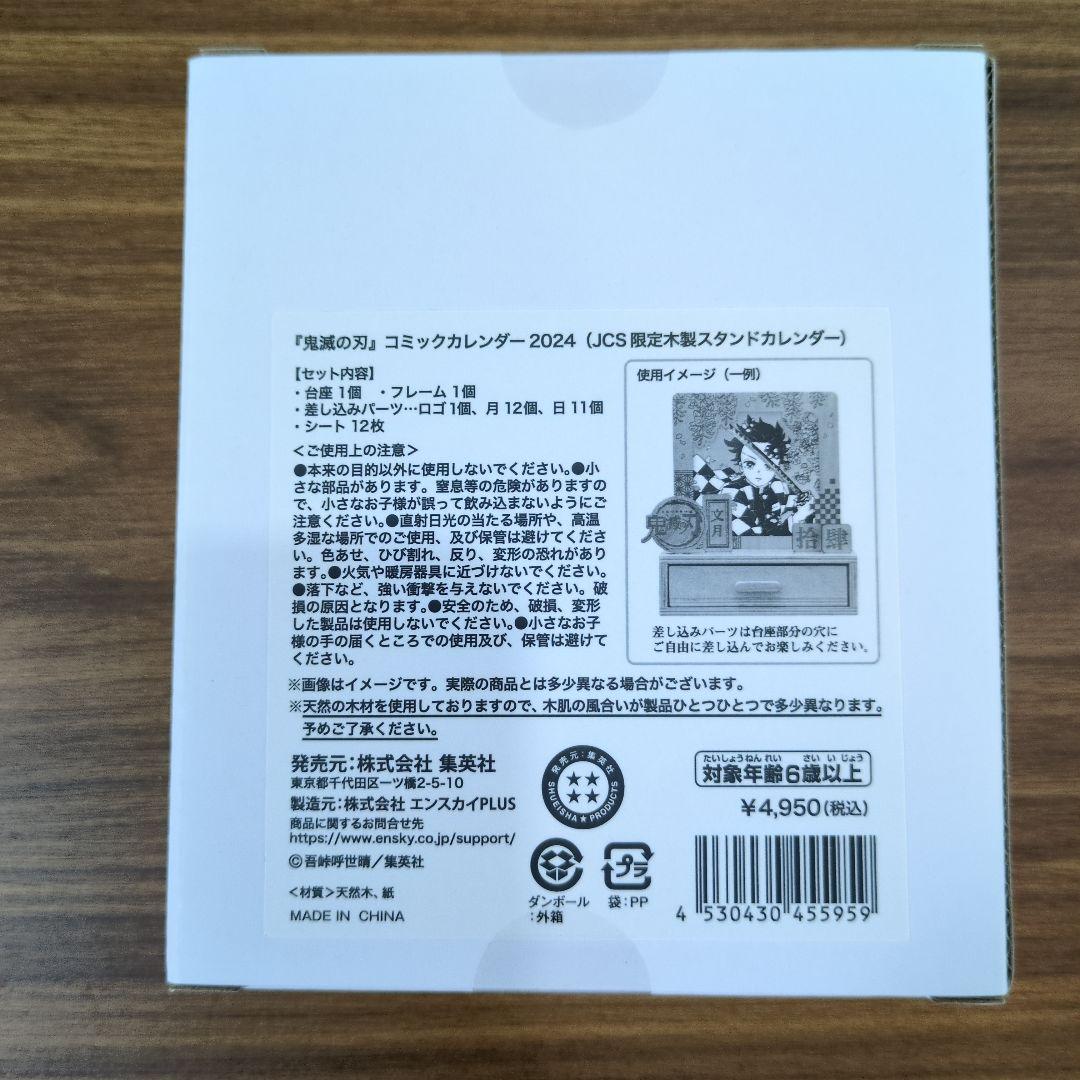 『鬼滅の刃』コミックカレンダー 2024（JCS 限定木製スタンドカレンダー）
【セット内容】
・台座 1個　・フレーム 1個
・差し込みパーツ…ロゴ 1個、月 12個、日 11個
・シート 12枚
＜ご使用上の注意＞
●本来の目的以外に使用しないでください。●小
さな部品があります。窒息等の危険がありますの
で、小さなお子様が誤って飲み込まないようにご
注意ください。●直射日光の当たる場所や、高温
多湿な場所でのご使用、及び保管は避けてくださ
い。色あせ、ひび割れ、反り、変形の恐れがあり
ます。●火気や暖房器具に近づけないでください。
●落下など、強い衝撃を与えないでください。破
損の原因となります。●安全のため、破損、変形
した製品は使用しないでください。●小さなお子
様の手の届くところでの使用及び、保管は避けて
ください。
使用イメージ（一例）
鬼滅の刃
文月
拾肆
差し込みパーツは台座部分の穴に
ご自由に差し込んでお楽しみください。
※画像はイメージです。実際の商品とは多少異なる場合がございます。
※天然の木材を使用しておりますので、木肌の風合いが製品ひとつひとつで多少異なります。
予めご了承ください。
発売元：株式会社 集英社
東京都千代田区一ツ橋2-5-10
製造元：株式会社 エンスカイPLUS
商品に関するお問合せ先
https://www.ensky.co.jp/support/
©吾峠呼世晴／集英社
＜材質＞天然木、紙
MADE IN CHINA
発売元：集英社
SHUEISHA★PRODUCTS
ダンボール
：外箱
プラ
袋：PP
たいしょうねんれい　さいいじょう
対象年齢6歳以上
￥4,950（税込）
4 530430 455959